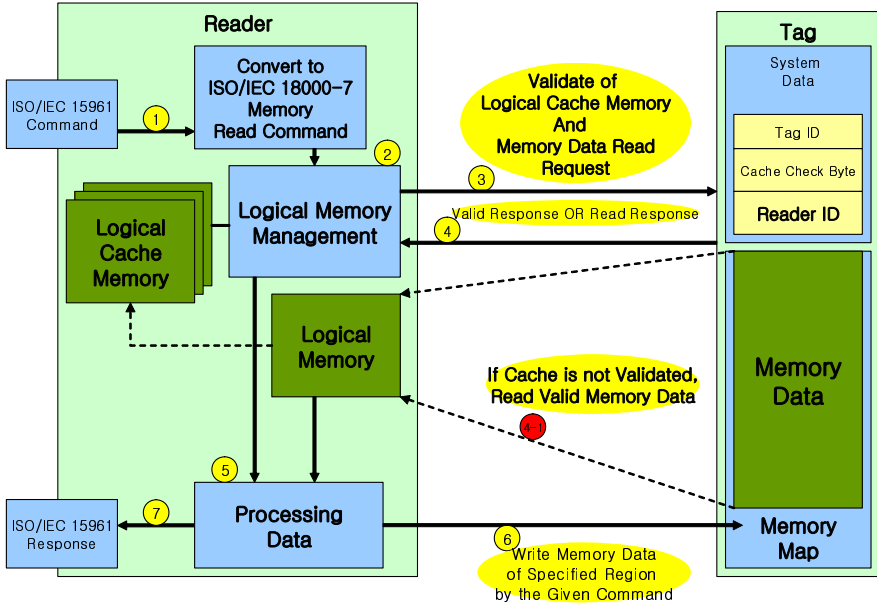 Reader
Tag
ISO/IEC 15961
Command
1
Convert to
ISO/IEC 18000-7
Memory
Read Command
2
Validate of
Logical Cache Memory
And
Memory Data Read
Request
3
System
Data
Tag ID
Cache Check Byte
Reader ID
Logical
Cache
Memory
Logical Memory
Management
Valid Response OR Read Response
4
Logical
Memory
If Cache is not Validated,
Read Valid Memory Data
4-1
Memory
Data
5
ISO/IEC 15961
Response
7
Processing
Data
6
Write Memory Data
of Specified Region
by the Given Command
Memory
Map